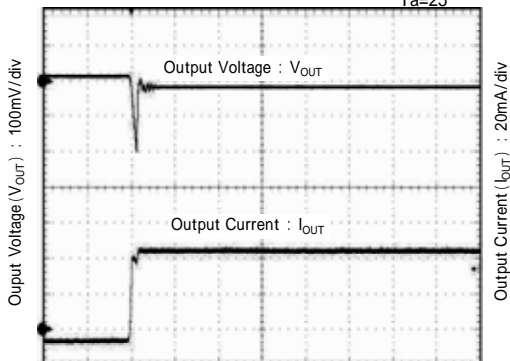 Ta=25
Output Voltage : VOUT
Ouput Voltage(VOUT) : 100mV/div
Output Current(IOUT) : 20mA/div
Output Current : IOUT